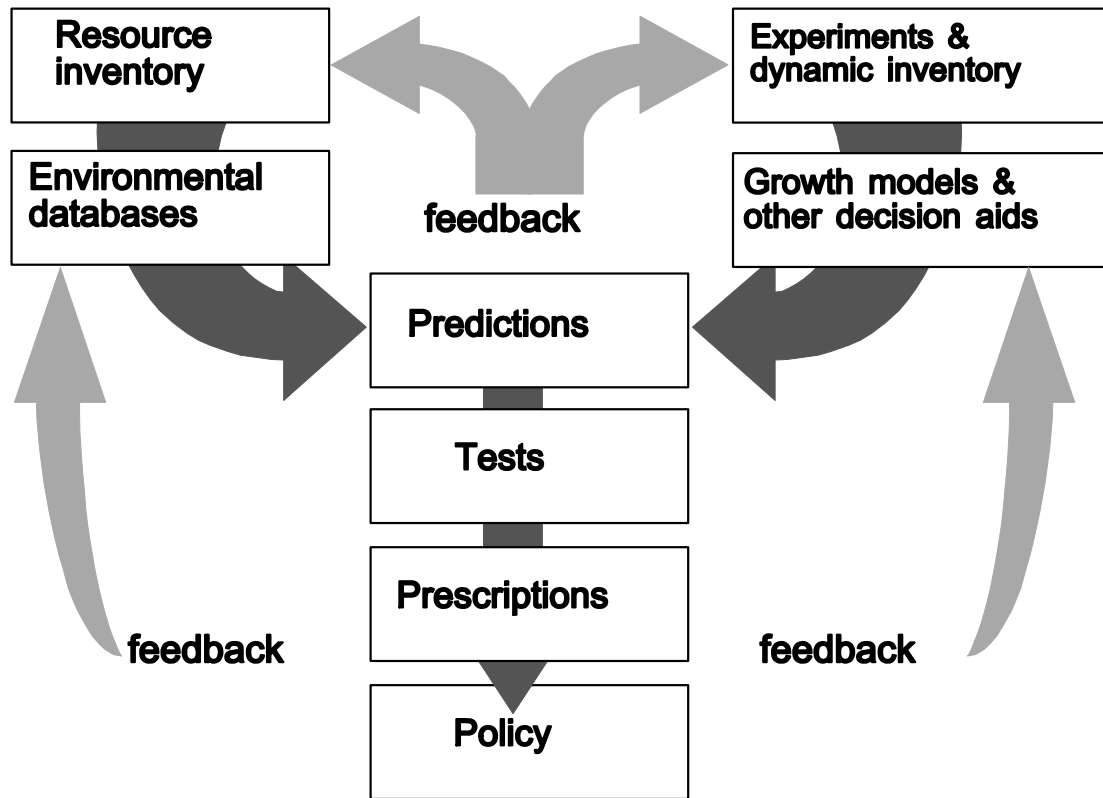 Resource
inventory
Experiments &
dynamic inventory
Environmental
databases
feedback
Growth models &
other decision aids
Predictions
Tests
Prescriptions
feedback
feedback
Policy